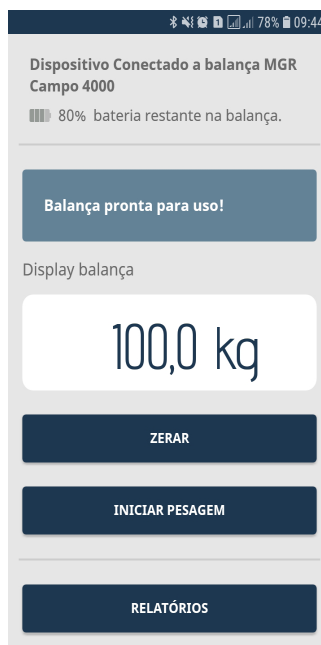 78% 09:44
Dispositivo Conectado a balança MGR
Campo 4000
80% bateria restante na balança.
Balança pronta para uso!
Display balança
100,0 kg
ZERAR
INICIAR PESAGEM
RELATÓRIOS